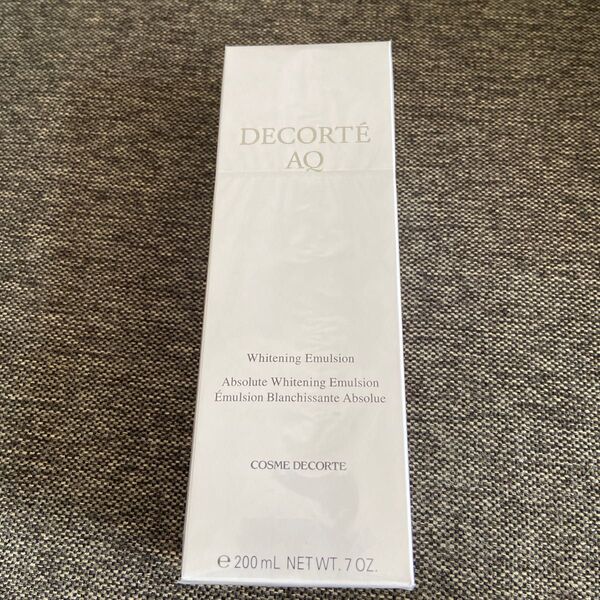 DECORTÉ
AQ
Whitening Emulsion
Absolute Whitening Emulsion
Émulsion Blanchissante Absolue
COSME DECORTE
℮ 200 mL NET WT. 7 OZ.